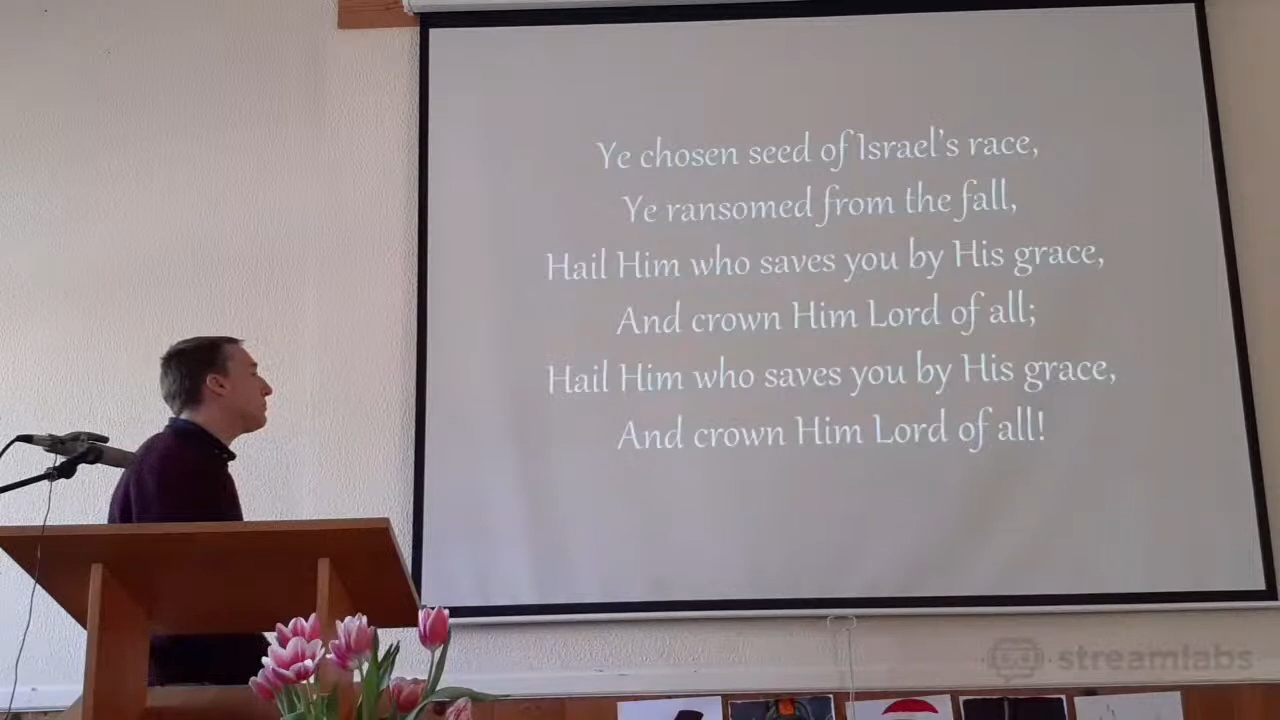 Ye chosen seed of Israel's race,
Ye ransomed from the fall,
Hail Him who saves you by His grace,
And crown Him Lord of all;
Hail Him who saves you by His grace,
And crown Him Lord of all!
streamlabs